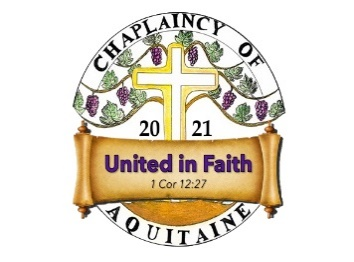 CHAPLAINCY OF
20 21
United in Faith
1 Cor 12:27
AQUITAINE